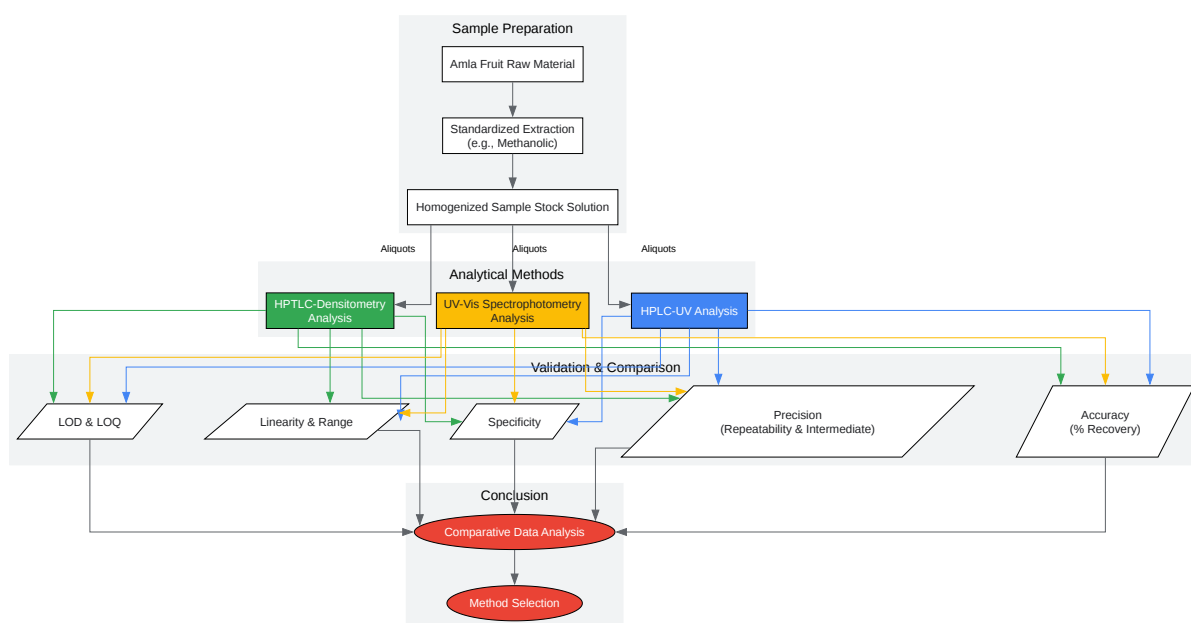 Sample Preparation
Amla Fruit Raw Material
Standardized Extraction
(e.g., Methanolic)
Homogenized Sample Stock Solution
Aliquots
Aliquots
Aliquots
Analytical Methods
HPTLC-Densitometry
Analysis
UV-Vis Spectrophotometry
Analysis
HPLC-UV Analysis
Validation & Comparison
LOD & LOQ
Linearity & Range
Specificity
Precision
(Repeatability & Intermediate)
Accuracy
(% Recovery)
Conclusion
Comparative Data Analysis
Method Selection